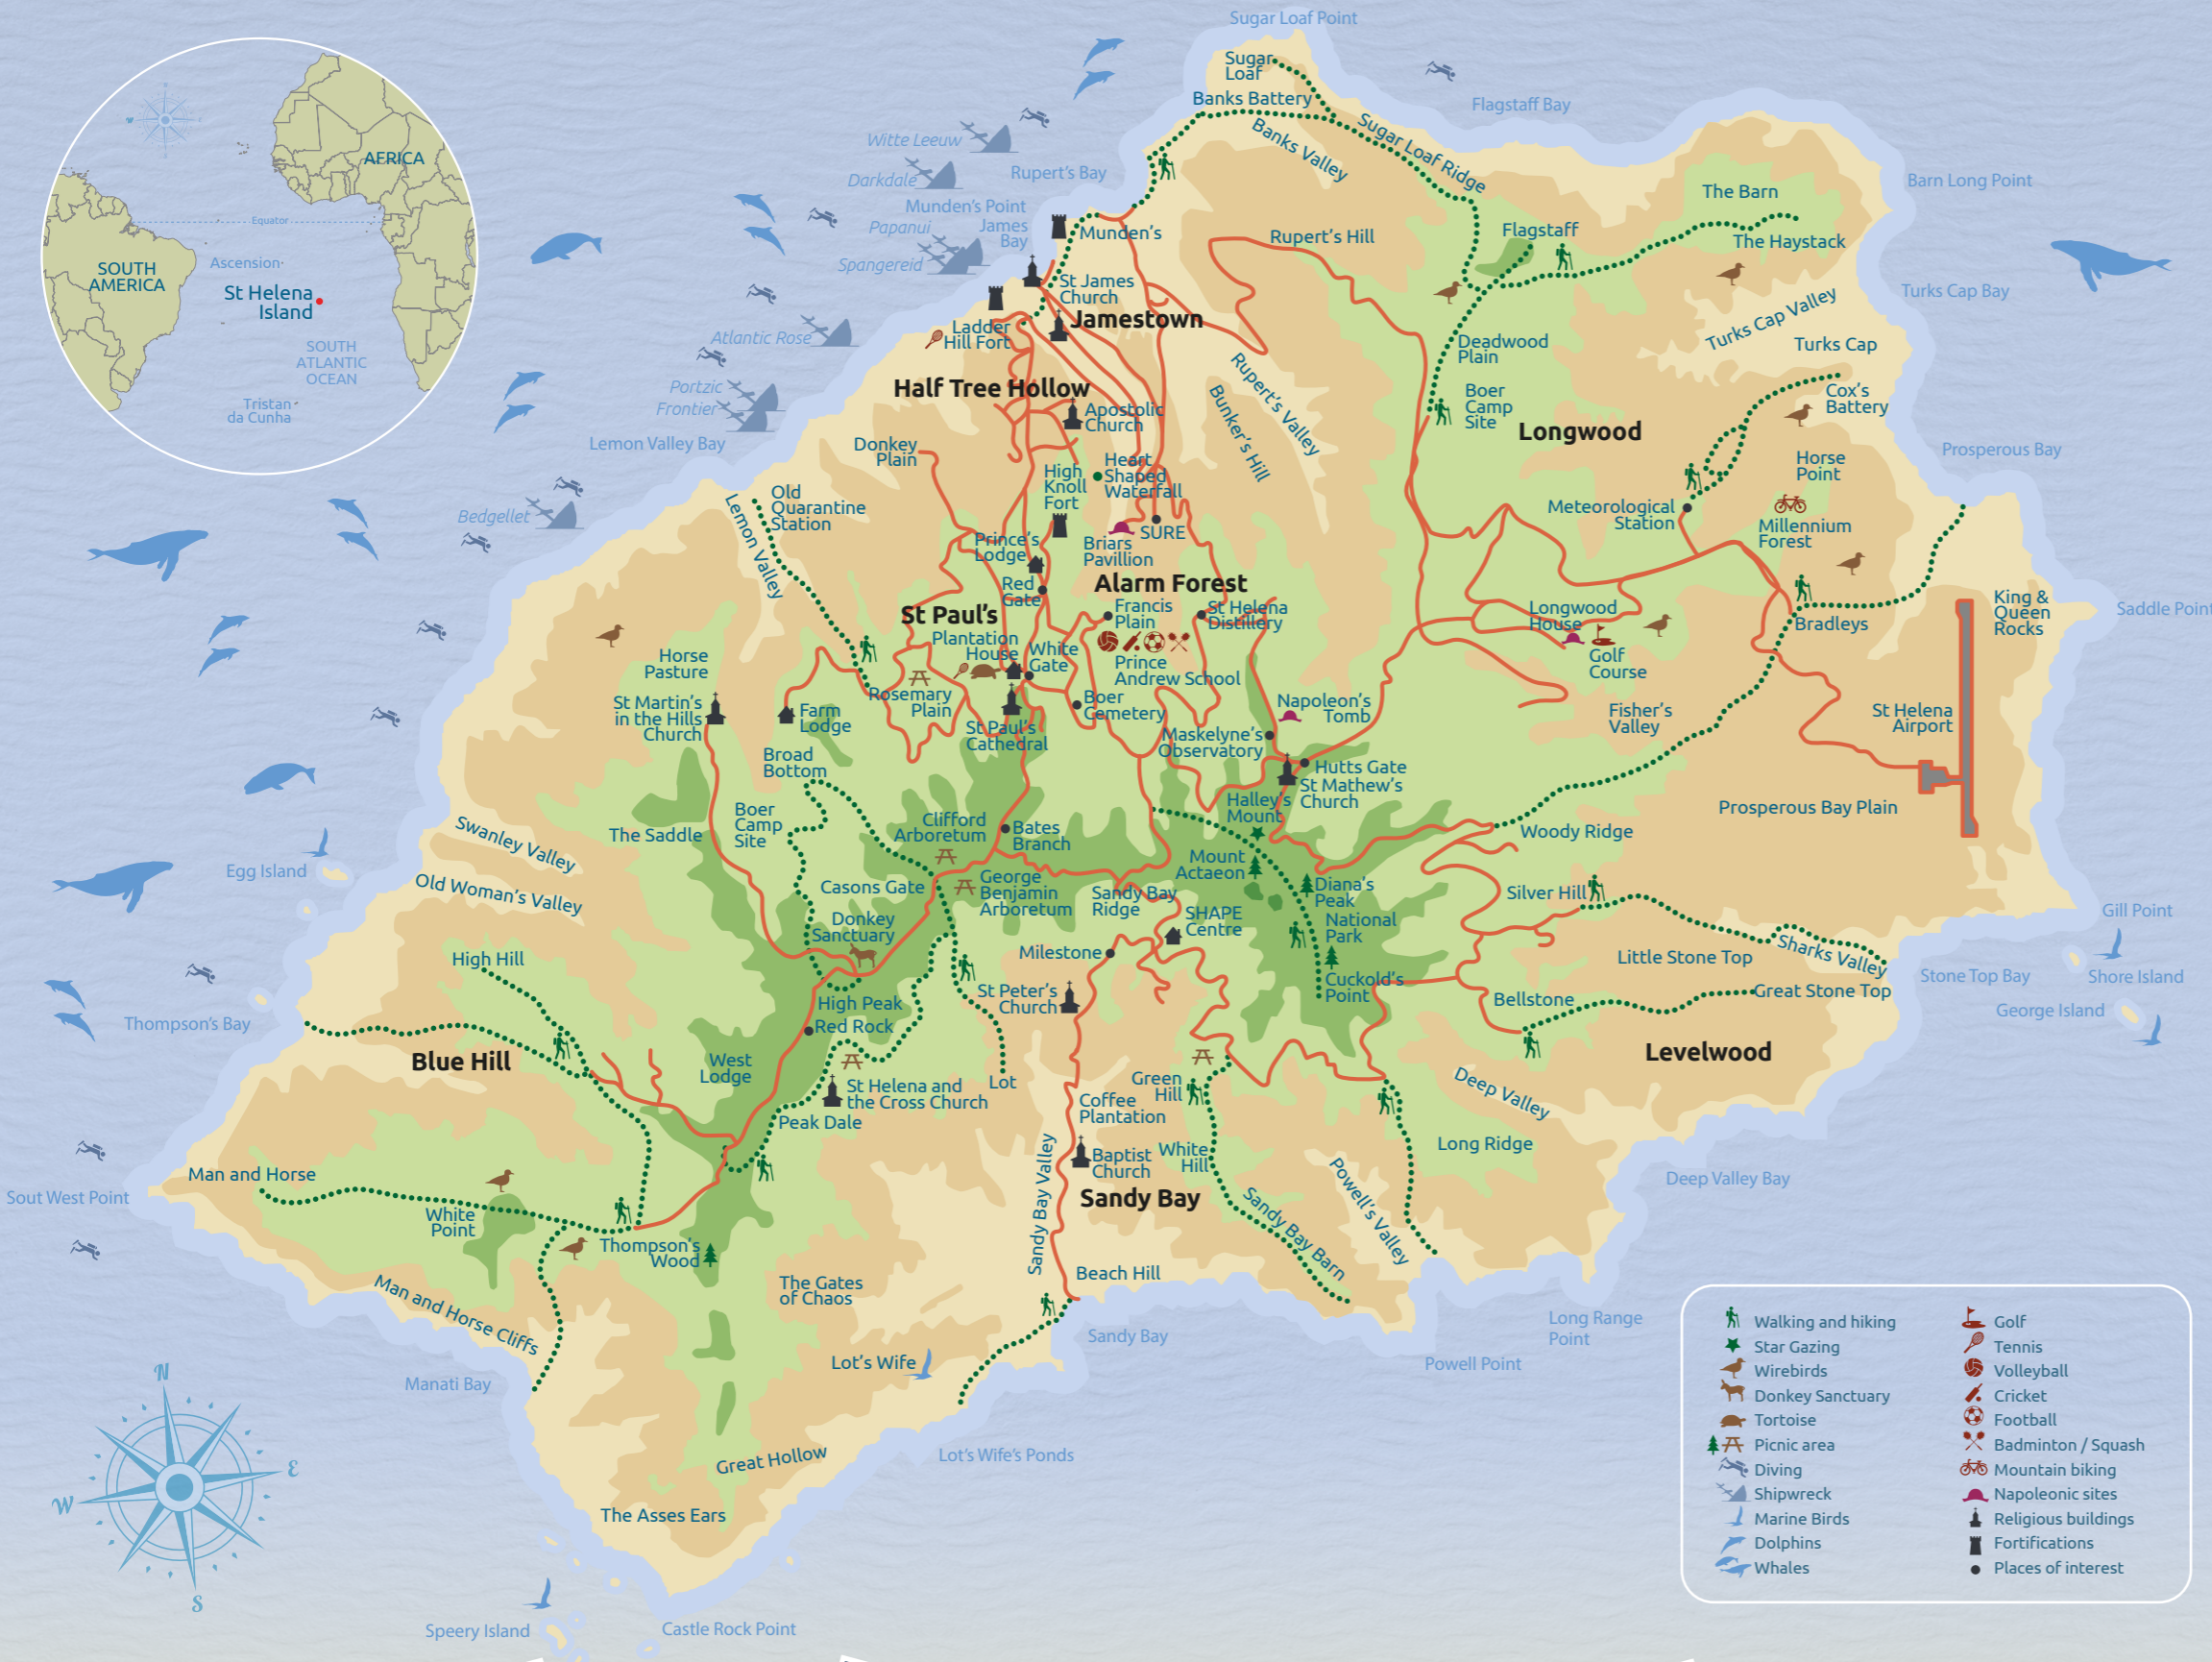 Sugar Loaf Point
Sugar
Loaf
Banks Battery
Banks Valley
Sugar Loaf Ridge
Flagstaff Bay
Barn Long Point
The Barn
The Haystack
Flagstaff
Turks Cap Valley
Turks Cap Bay
Turks Cap
Cox's
Battery
Prosperous Bay
AFRICA
Equator
SOUTH
AMERICA
Ascension
St Helena
Island
SOUTH
ATLANTIC
OCEAN
Tristan
da Cunha
Witte Leeuw
Darkdale
Rupert's Bay
Munden's Point
Papanui
James
Bay
Spangereid
Munden's
Rupert's Hill
St James
Church
Jamestown
Ladder
Hill Fort
Atlantic Rose
Portzic
Frontier
Lemon Valley Bay
Bedgellet
Half Tree Hollow
Apostolic
Church
Rupert's Valley
Bunker's Hill
Deadwood
Plain
Boer
Camp
Site
Longwood
Horse
Point
Meteorological
Station
Millennium
Forest
Donkey
Plain
High
Knoll
Fort
Heart
Shaped
Waterfall
SURE
Briars
Pavillion
Old
Quarantine
Station
Lemon Valley
Prince's
Lodge
Red
Gate
Alarm Forest
St Paul's
Francis
Plain
St Helena
Distillery
Plantation
House
White
Gate
Prince
Andrew School
Rosemary
Plain
Boer
Cemetery
St Paul's
Cathedral
Longwood
House
Golf
Course
Bradleys
King &
Queen
Rocks
Saddle Point
St Helena
Airport
Fisher's
Valley
Prosperous Bay Plain
Napoleon's
Tomb
Maskelyne's
Observatory
Hutts Gate
St Mathew's
Church
Halley's
Mount
Horse
Pasture
St Martin's
in the Hills
Church
Farm
Lodge
Broad
Bottom
Boer
Camp
Site
The Saddle
Swanley Valley
Old Woman's Valley
Egg Island
Clifford
Arboretum
Bates
Branch
Casons Gate
George
Benjamin
Arboretum
Sandy Bay
Ridge
Mount
Actaeon
Diana's
Peak
National
Park
Cuckold's
Point
SHAPE
Centre
Milestone
Woody Ridge
Silver Hill
Little Stone Top
Sharks Valley
Great Stone Top
Gill Point
Stone Top Bay
Shore Island
George Island
Bellstone
Levelwood
Donkey
Sanctuary
High Hill
High Peak
Red Rock
Thompson's Bay
Blue Hill
West
Lodge
St Peter's
Church
Lot
St Helena and
the Cross Church
Peak Dale
Green
Hill
Coffee
Plantation
Baptist
Church
White
Hill
Sandy Bay
Sandy Bay Valley
Sandy Bay Barn
Powell's Valley
Deep Valley
Long Ridge
Deep Valley Bay
Man and Horse
Sout West Point
White
Point
Thompson's
Wood
Man and Horse Cliffs
Manati Bay
The Gates
of Chaos
Beach Hill
Sandy Bay
Lot's Wife
Lot's Wife's Ponds
Great Hollow
The Asses Ears
Speery Island
Castle Rock Point
Powell Point
Long Range
Point
N
E
S
W
Walking and hiking
Star Gazing
Wirebirds
Donkey Sanctuary
Tortoise
Picnic area
Diving
Shipwreck
Marine Birds
Dolphins
Whales
Golf
Tennis
Volleyball
Cricket
Football
Badminton / Squash
Mountain biking
Napoleonic sites
Religious buildings
Fortifications
Places of interest